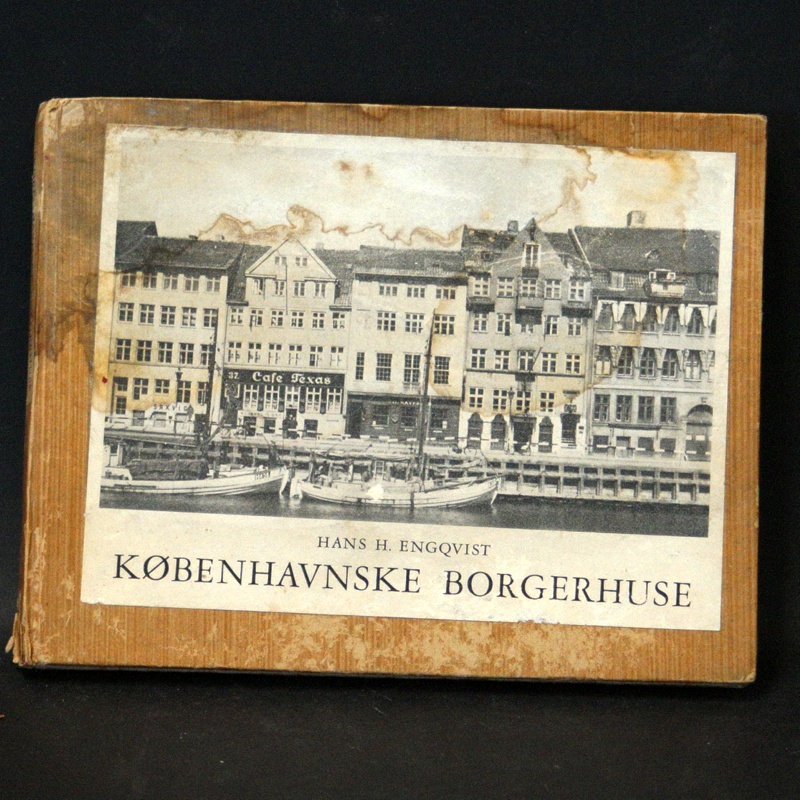 37. Cafe Texas
HANS H. ENGQVIST
KØBENHAVNSKE BORGERHUSE